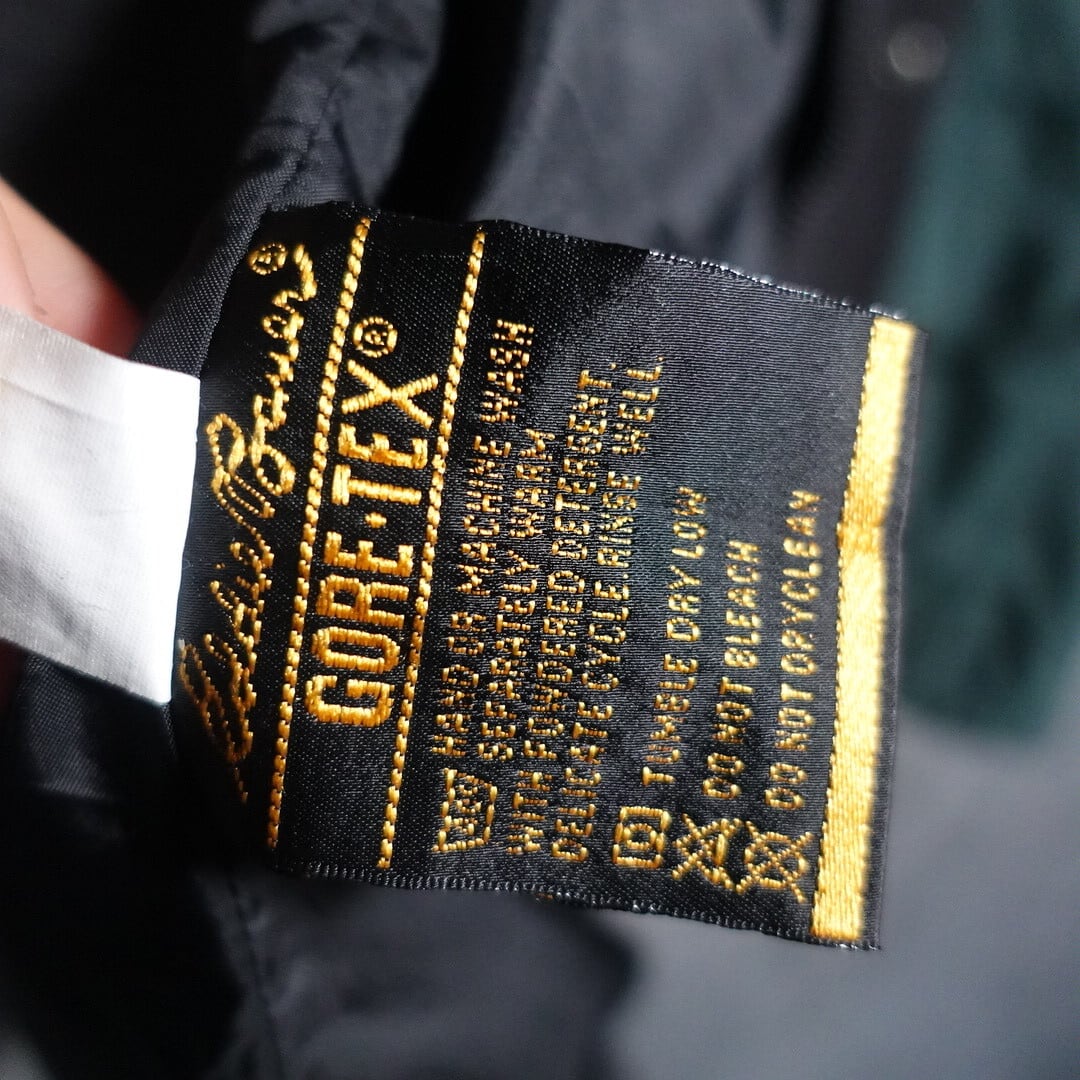 Eddie Bauer®
GORE-TEX®
HAND OR MACHINE WASH
SEPERATELY WARM
WITH POWDERED DETERGENT.
DELICATE CYCLE. RINSE WELL.
TUMBLE DRY LOW
DO NOT BLEACH
DO NOT DRYCLEAN